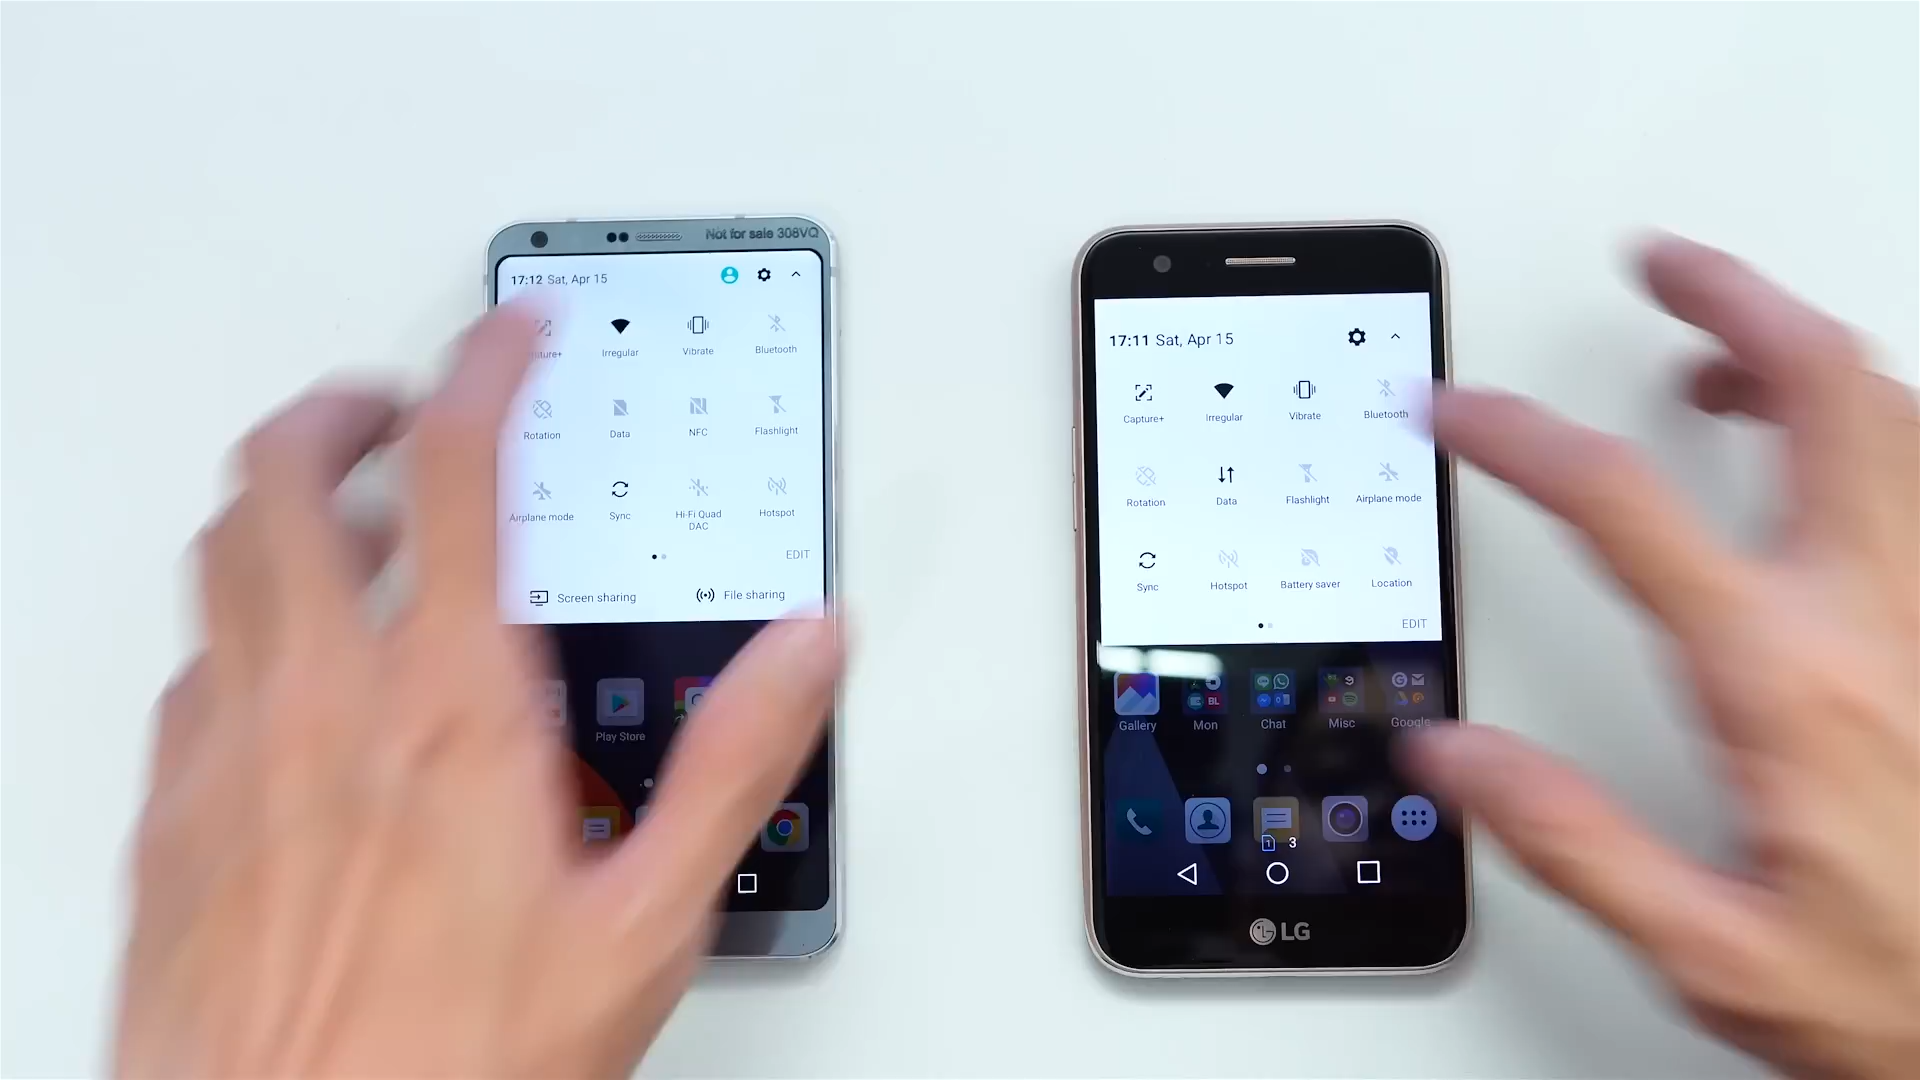 Not for sale 308VQ
17:12 Sat, Apr 15
Irregular
Vibrate
Bluetooth
Rotation
Data
NFC
Flashlight
Airplane mode
Sync
Hi-Fi Quad
DAC
Hotspot
EDIT
Screen sharing
File sharing
Play Store
17:11 Sat, Apr 15
Capture+
Irregular
Vibrate
Bluetooth
Rotation
Data
Flashlight
Airplane mode
Sync
Hotspot
Battery saver
Location
EDIT
Gallery
Mon
Chat
Misc
Google
1 3
LG